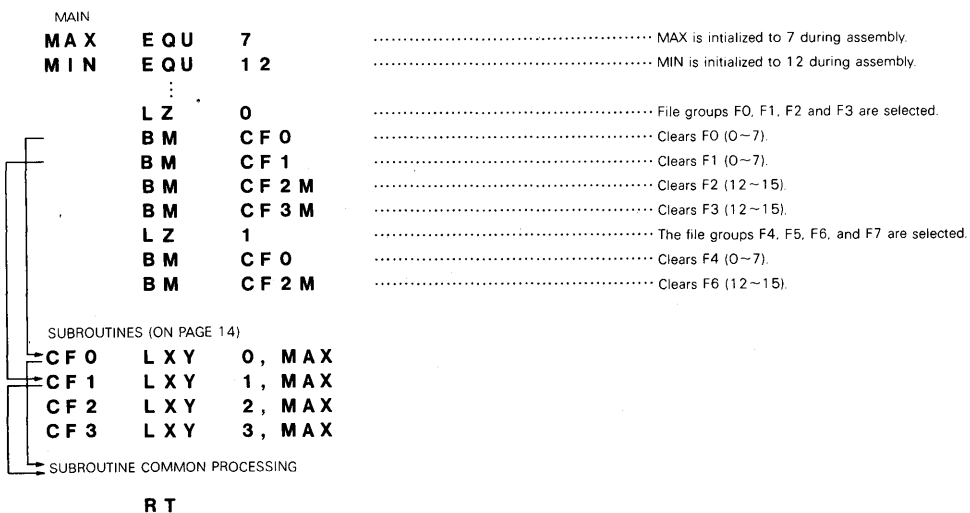 MAIN
MAX EQU 7 MAX is intialized to 7 during assembly.
MIN EQU 12 MIN is initialized to 12 during assembly.
LZ 0 File groups F0, F1, F2 and F3 are selected.
BM CF0 Clears F0 (0~7).
BM CF1 Clears F1 (0~7).
BM CF2M Clears F2 (12~15).
BM CF3M Clears F3 (12~15).
LZ 1 The file groups F4, F5, F6, and F7 are selected.
BM CF0 Clears F4 (0~7).
BM CF2M Clears F6 (12~15).
SUBROUTINES (ON PAGE 14)
CF0 LXY 0, MAX
CF1 LXY 1, MAX
CF2 LXY 2, MAX
CF3 LXY 3, MAX
SUBROUTINE COMMON PROCESSING
RT